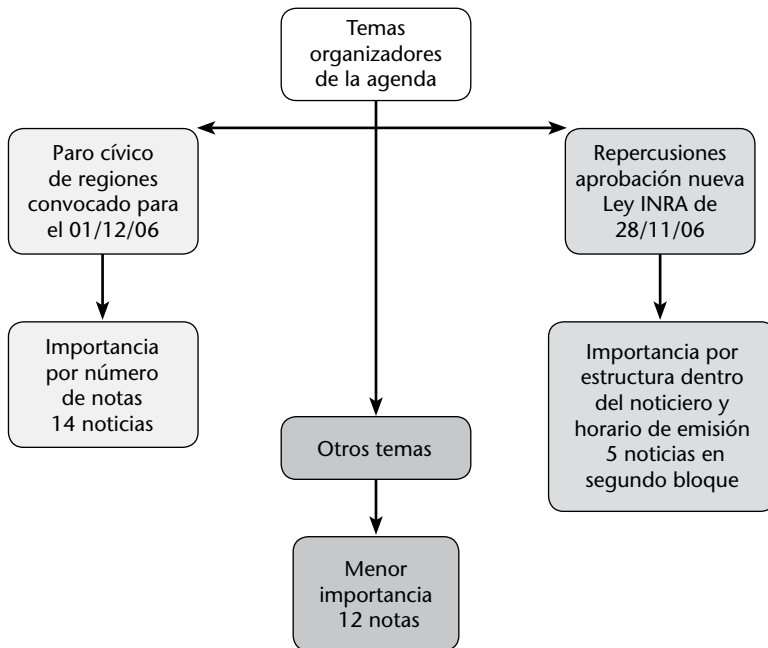 Temas
organizadores
de la agenda
Paro cívico
de regiones
convocado para
el 01/12/06
Repercusiones
aprobación nueva
Ley INRA de
28/11/06
Importancia
por número
de notas
14 noticias
Importancia por
estructura dentro
del noticiero y
horario de emisión
5 noticias en
segundo bloque
Otros temas
Menor
importancia
12 notas